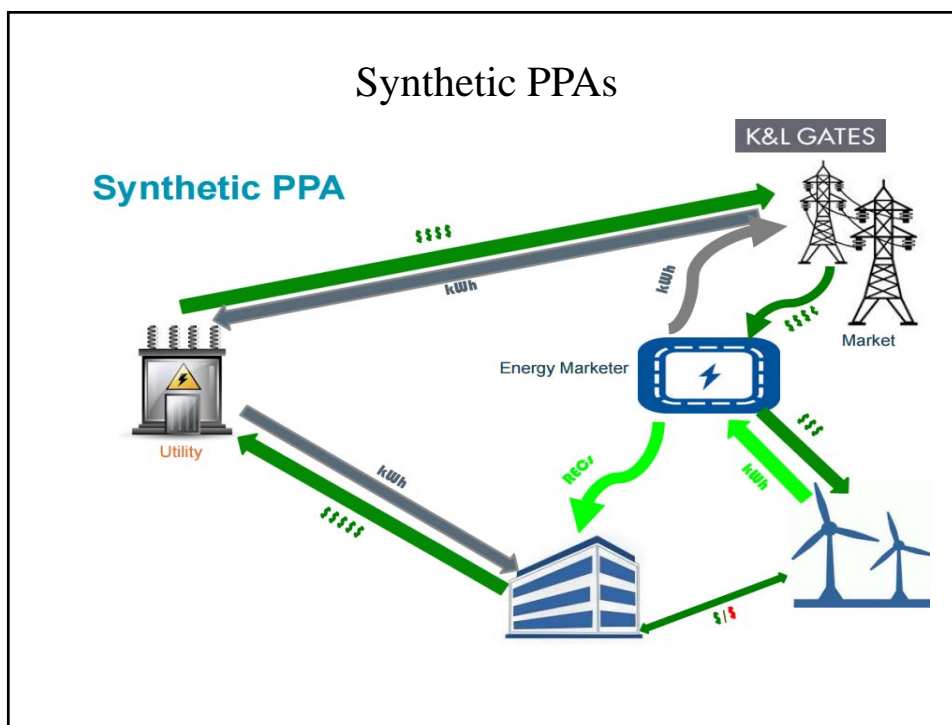 Synthetic PPAs
K&L GATES
Synthetic PPA
$$$$
kWh
kWh
$$$$
Market
Energy Marketer
Utility
$$$
kWh
RECs
kWh
$$$$$
$/$